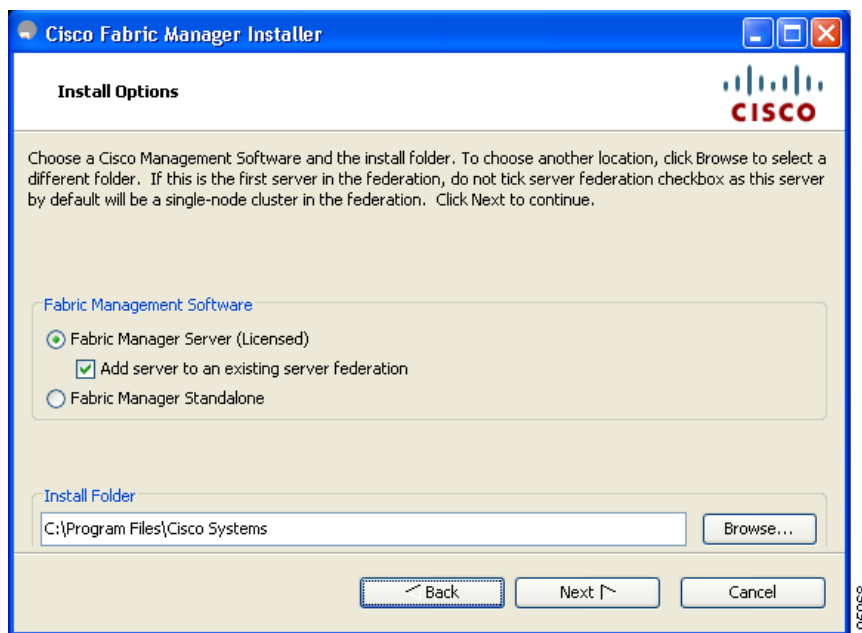 Cisco Fabric Manager Installer
Install Options
CISCO
Choose a Cisco Management Software and the install folder. To choose another location, click Browse to select a
different folder. If this is the first server in the federation, do not tick server federation checkbox as this server
by default will be a single-node cluster in the federation. Click Next to continue.
Fabric Management Software
Fabric Manager Server (Licensed)
Add server to an existing server federation
Fabric Manager Standalone
Install Folder
C:\Program Files\Cisco Systems
Browse...
Back
Next
Cancel